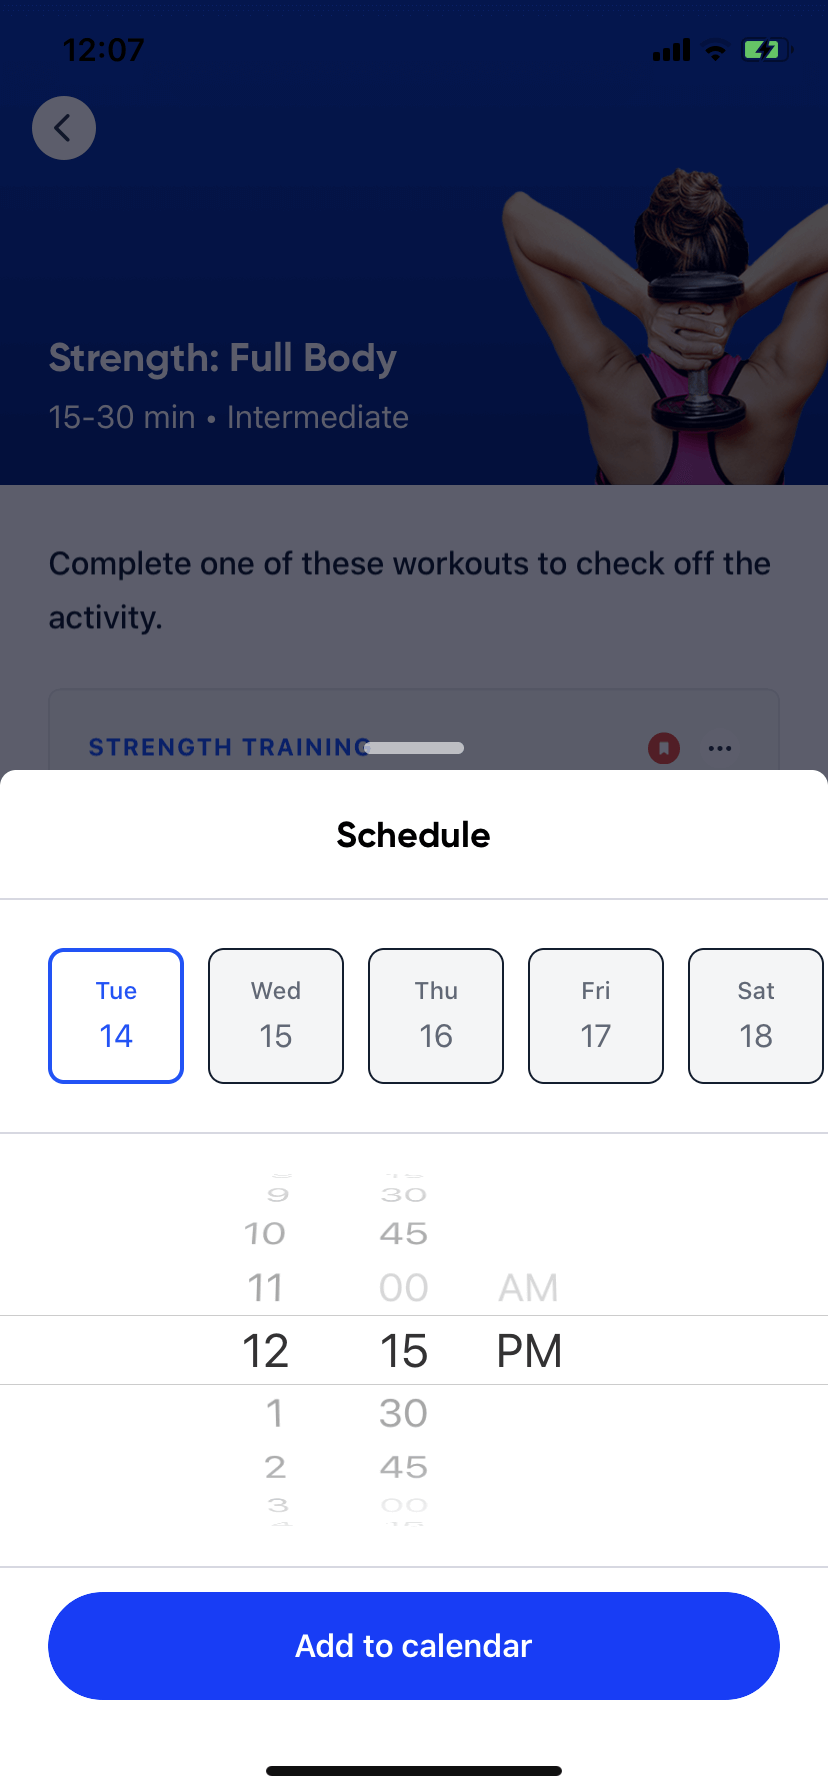 12:07
Strength: Full Body
15-30 min • Intermediate
Complete one of these workouts to check off the
activity.
STRENGTH TRAINING
Schedule
Tue Wed Thu Fri Sat
14 15 16 17 18
9 30
10 45
11 00 AM
12 15 PM
1 30
2 45
3 00
Add to calendar